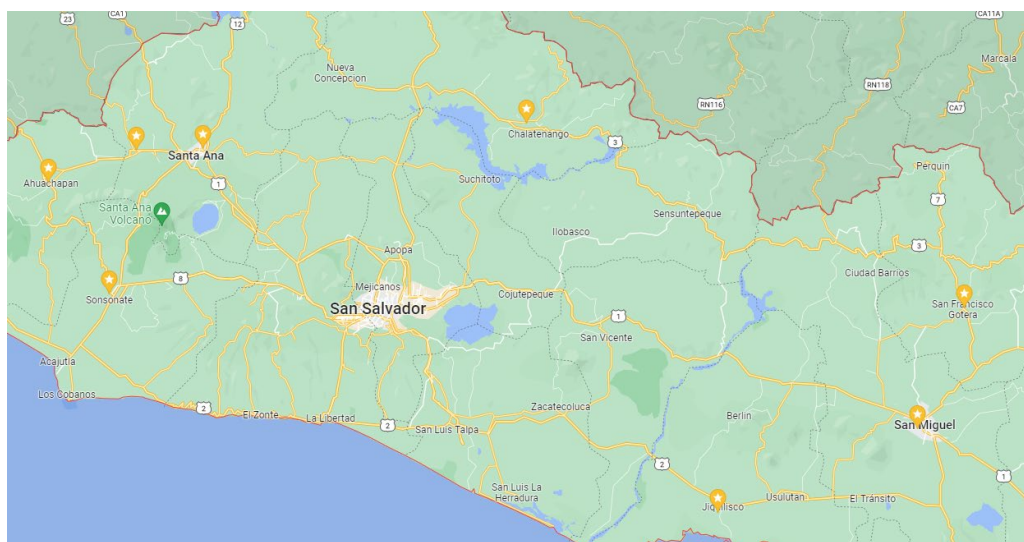 23
CA1
12
CA11A
Marcala
Nueva
Concepcion
RN118
RN116
CA7
Chalatenango
3
Santa Ana
Perquin
Ahuachapan
1
Suchitoto
7
Santa Ana
Volcano
Sensuntepeque
Ilobasco
3
Apopa
Ciudad Barrios
8
Mejicanos
Sonsonate
Cojutepeque
San Francisco
Gotera
San Salvador
1
San Vicente
Acajutla
Los Cobanos
2
El Zonte
La Libertad
2
San Luis Talpa
Zacatecoluca
Berlin
San Miguel
2
1
San Luis La
Herradura
Jiquilisco
Usulutan
El Tránsito